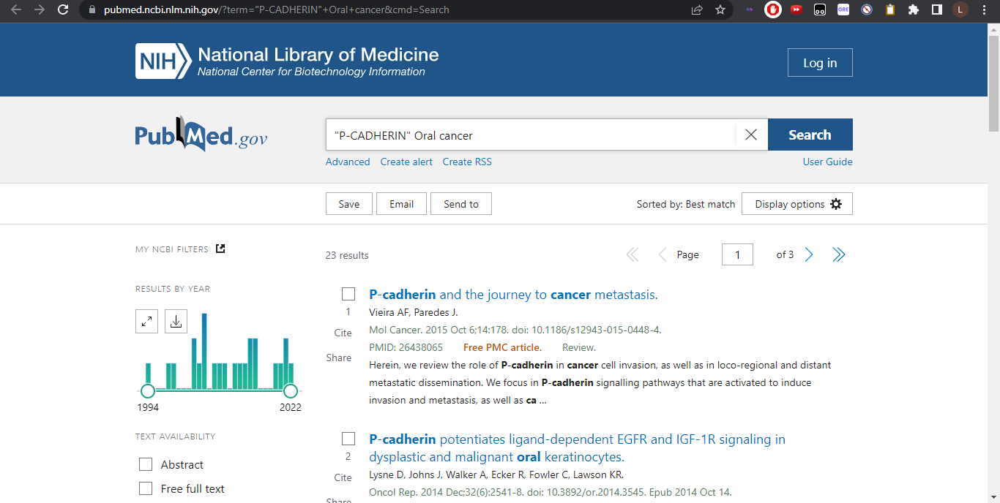 pubmed.ncbi.nlm.nih.gov/?term="P-CADHERIN"+Oral+cancer&cmd=Search
GRE
L
NIH National Library of Medicine
National Center for Biotechnology Information
Log in
PubMed.gov
"P-CADHERIN" Oral cancer
Search
Advanced Create alert Create RSS
User Guide
Save Email Send to
Sorted by: Best match Display options
MY NCBI FILTERS
23 results
Page 1 of 3
RESULTS BY YEAR
1994 2022
TEXT AVAILABILITY
Abstract
Free full text
P-cadherin and the journey to cancer metastasis.
1
Vieira AF, Paredes J.
Cite
Mol Cancer. 2015 Oct 6;14:178. doi: 10.1186/s12943-015-0448-4.
PMID: 26438065 Free PMC article. Review.
Share
Herein, we review the role of P-cadherin in cancer cell invasion, as well as in loco-regional and distant
metastatic dissemination. We focus in P-cadherin signalling pathways that are activated to induce
invasion and metastasis, as well as ca ...
P-cadherin potentiates ligand-dependent EGFR and IGF-1R signaling in
2
dysplastic and malignant oral keratinocytes.
Cite
Lysne D, Johns J, Walker A, Ecker R, Fowler C, Lawson KR.
Oncol Rep. 2014 Dec;32(6):2541-8. doi: 10.3892/or.2014.3545. Epub 2014 Oct 14.
Share